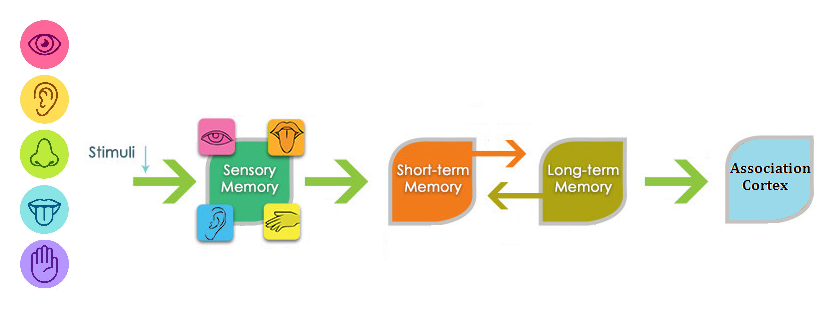 Stimuli
Sensory
Memory
Short-term
Memory
Long-term
Memory
Association
Cortex